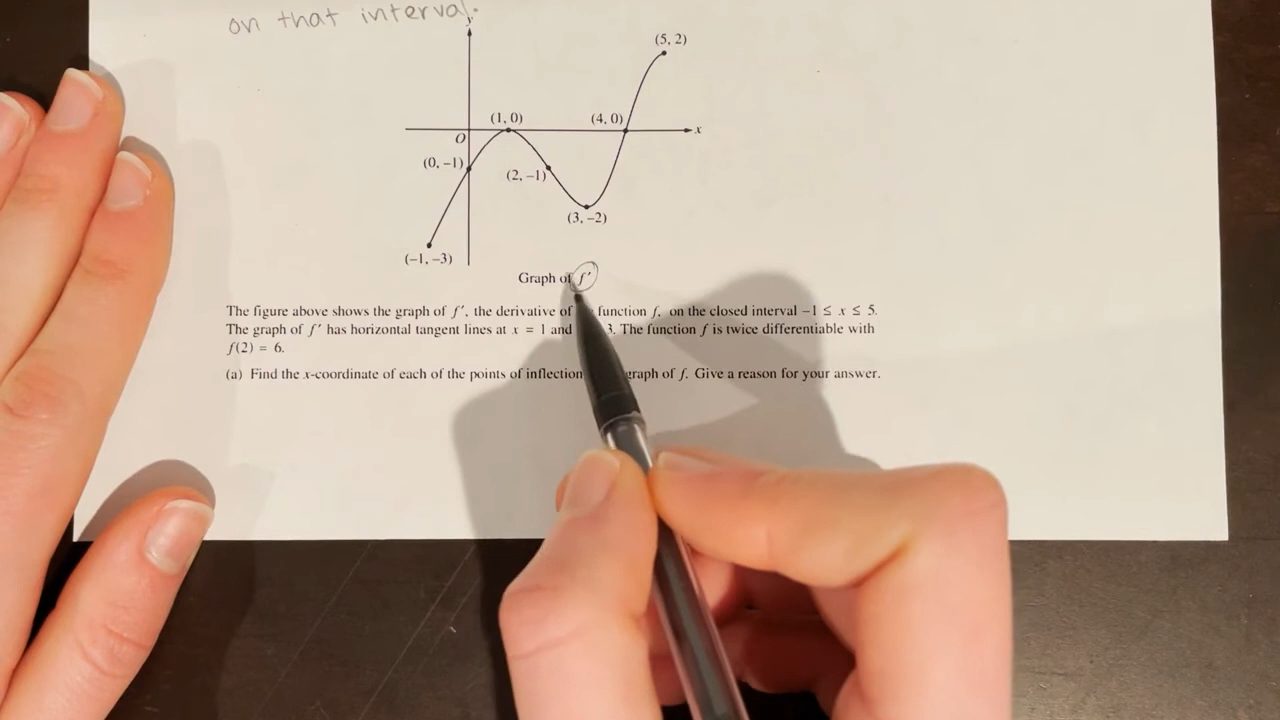 on that interval.
y
(5, 2)
(1, 0)
(4, 0)
x
O
(0, −1)
(2, −1)
(3, −2)
(−1, −3)
Graph of f′
The figure above shows the graph of f′, the derivative of function f, on the closed interval −1 ≤ x ≤ 5.
The graph of f′ has horizontal tangent lines at x = 1 and 3. The function f is twice differentiable with
f(2) = 6.
(a) Find the x-coordinate of each of the points of inflection graph of f. Give a reason for your answer.